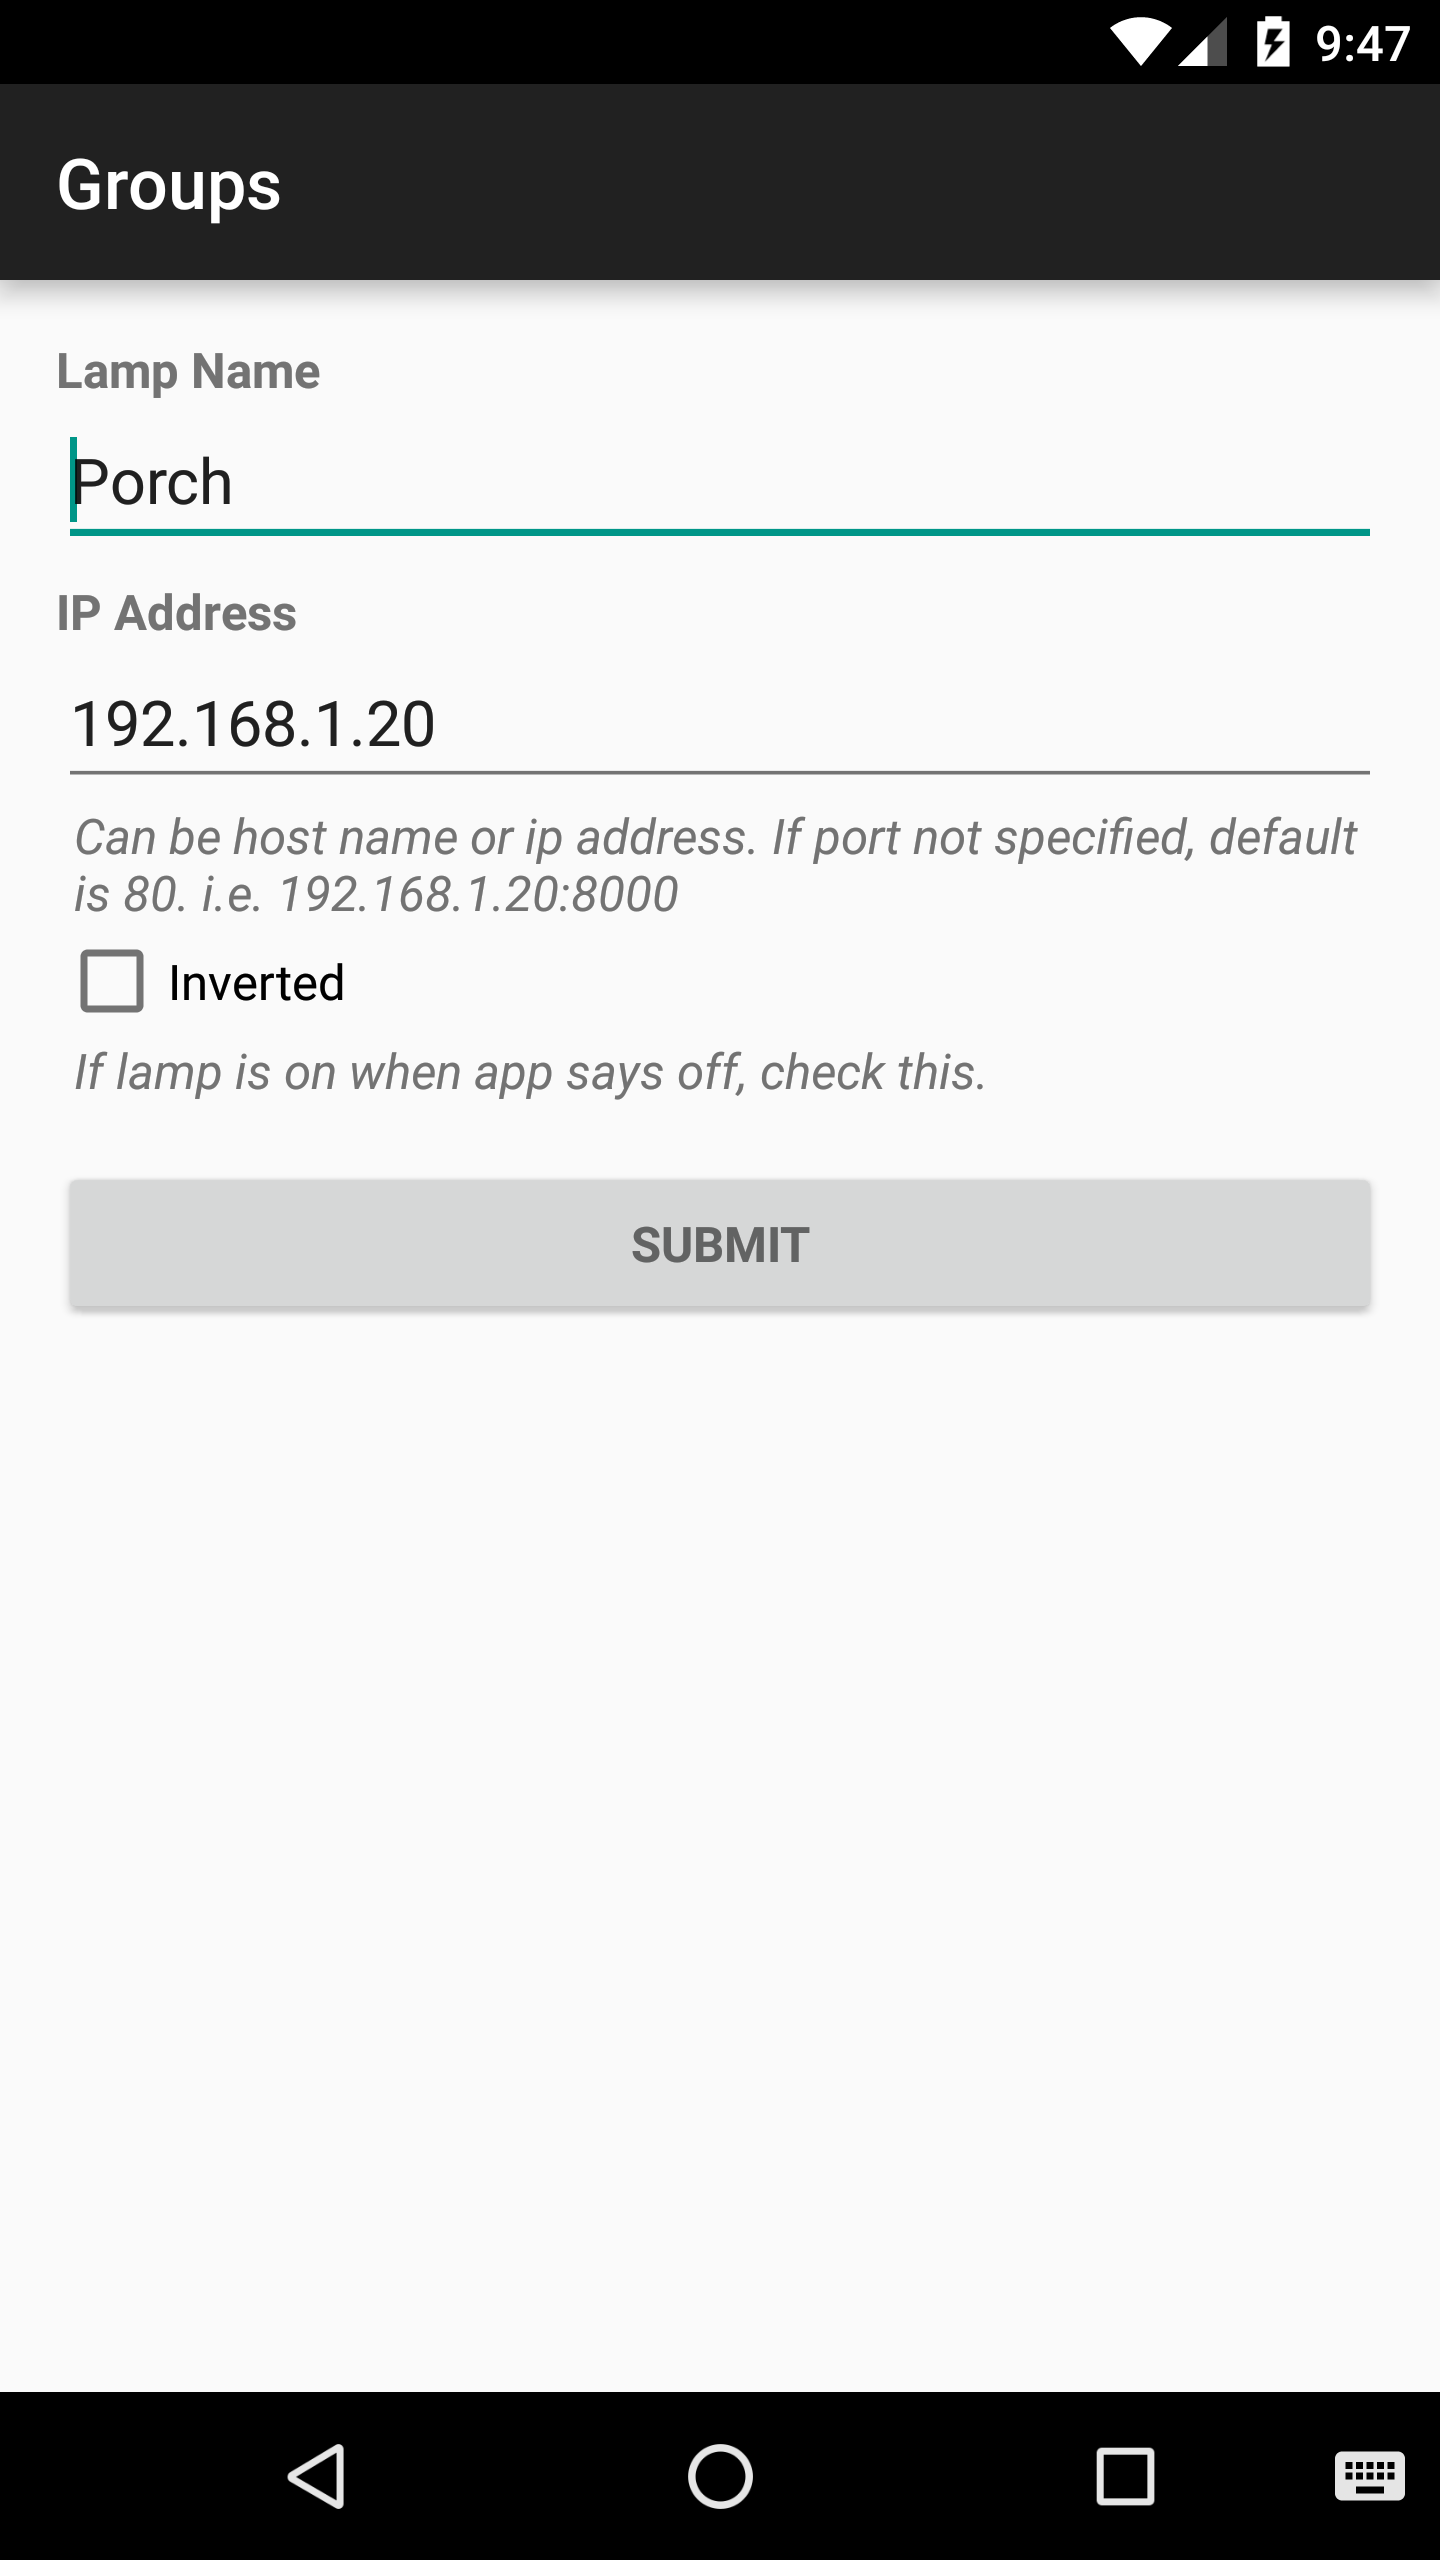 9:47
Groups
Lamp Name
Porch
IP Address
192.168.1.20
Can be host name or ip address. If port not specified, default
is 80. i.e. 192.168.1.20:8000
Inverted
If lamp is on when app says off, check this.
SUBMIT